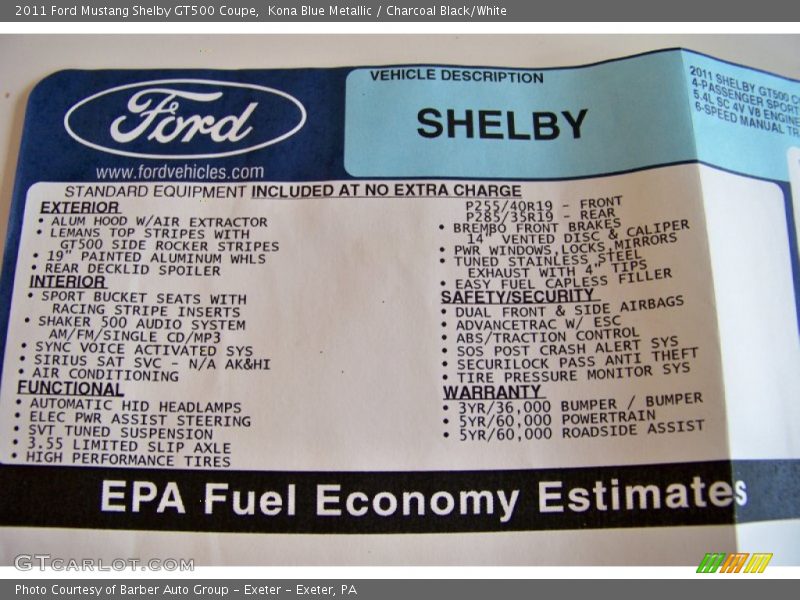 2011 Ford Mustang Shelby GT500 Coupe, Kona Blue Metallic / Charcoal Black/White
Ford
www.fordvehicles.com
VEHICLE DESCRIPTION
SHELBY
2011 SHELBY GT500 C
4-PASSENGER SPORT
5.4L SC 4V V8 ENGINE
6-SPEED MANUAL TR
STANDARD EQUIPMENT INCLUDED AT NO EXTRA CHARGE
EXTERIOR
• ALUM HOOD W/AIR EXTRACTOR
• LEMANS TOP STRIPES WITH
GT500 SIDE ROCKER STRIPES
• 19" PAINTED ALUMINUM WHLS
• REAR DECKLID SPOILER
INTERIOR
• SPORT BUCKET SEATS WITH
RACING STRIPE INSERTS
• SHAKER 500 AUDIO SYSTEM
AM/FM/SINGLE CD/MP3
• SYNC VOICE ACTIVATED SYS
• SIRIUS SAT SVC - N/A AK&HI
• AIR CONDITIONING
FUNCTIONAL
• AUTOMATIC HID HEADLAMPS
• ELEC PWR ASSIST STEERING
• SVT TUNED SUSPENSION
• 3.55 LIMITED SLIP AXLE
• HIGH PERFORMANCE TIRES
P255/40R19 - FRONT
P285/35R19 - REAR
• BREMBO FRONT BRAKES
14" VENTED DISC & CALIPER
• PWR WINDOWS,LOCKS,MIRRORS
• TUNED STAINLESS STEEL
EXHAUST WITH 4" TIPS
• EASY FUEL CAPLESS FILLER
SAFETY/SECURITY
• DUAL FRONT & SIDE AIRBAGS
• ADVANCETRAC W/ ESC
• ABS/TRACTION CONTROL
• SOS POST CRASH ALERT SYS
• SECURILOCK PASS ANTI THEFT
• TIRE PRESSURE MONITOR SYS
WARRANTY
• 3YR/36,000 BUMPER / BUMPER
• 5YR/60,000 POWERTRAIN
• 5YR/60,000 ROADSIDE ASSIST
EPA Fuel Economy Estimates
GTCARLOT.COM
Photo Courtesy of Barber Auto Group - Exeter - Exeter, PA